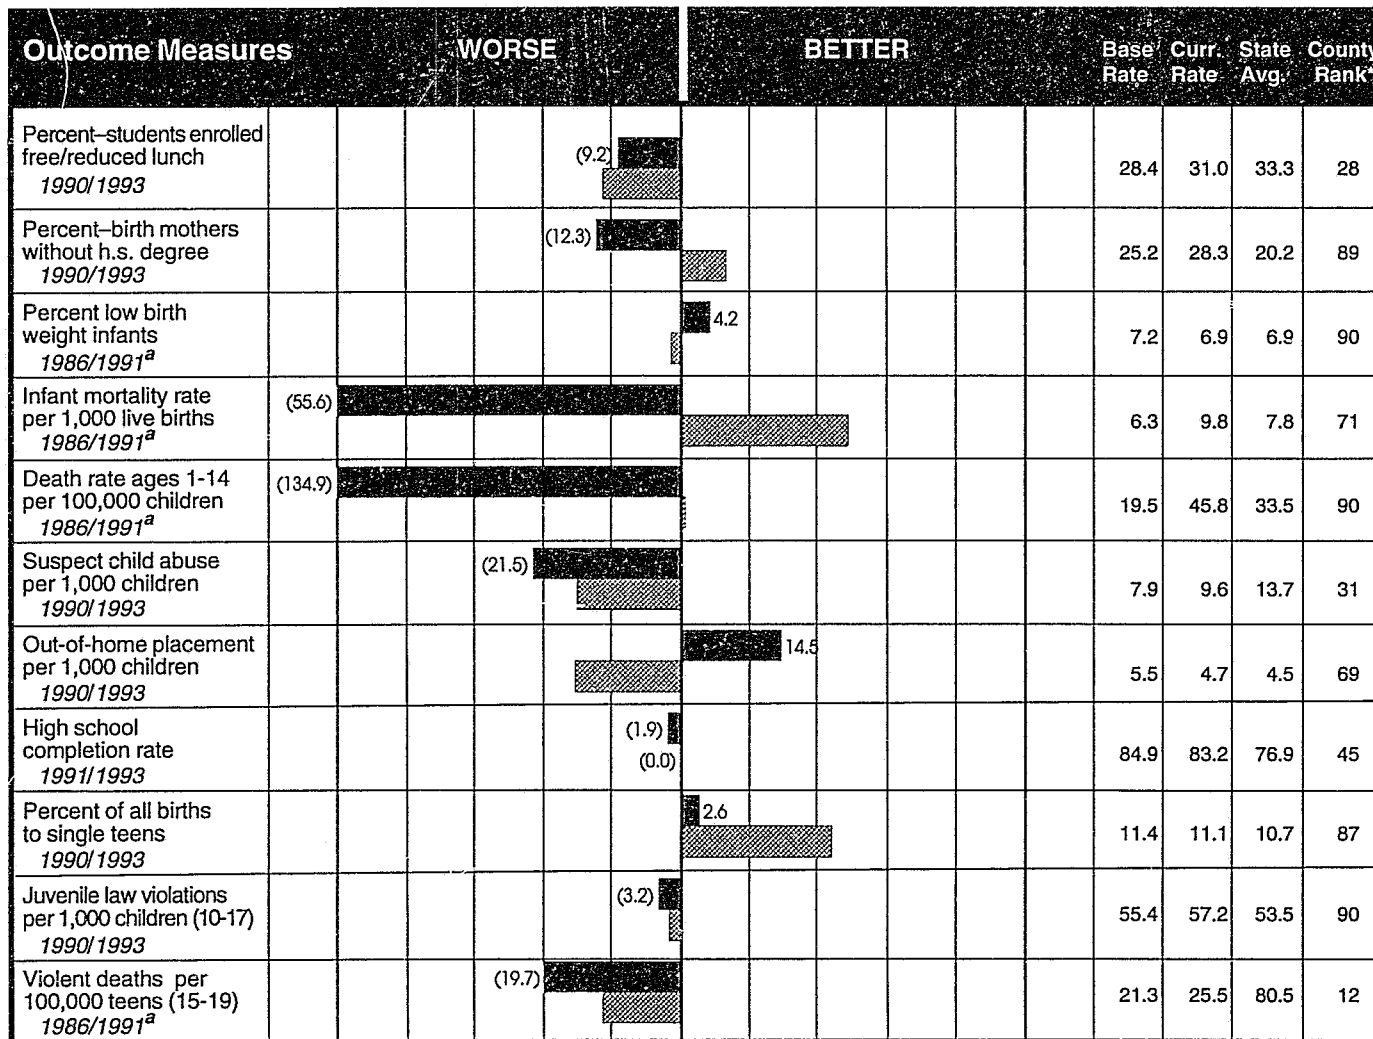 Outcome Measures WORSE BETTER Base Curr. State County
Rate Rate Avg. Rank*
Percent–students enrolled
free/reduced lunch
1990/1993
(9.2) 28.4 31.0 33.3 28
Percent–birth mothers
without h.s. degree
1990/1993
(12.3) 25.2 28.3 20.2 89
Percent low birth
weight infants
1986/1991a
4.2 7.2 6.9 6.9 90
Infant mortality rate
per 1,000 live births
1986/1991a
(55.6) 6.3 9.8 7.8 71
Death rate ages 1-14
per 100,000 children
1986/1991a
(134.9) 19.5 45.8 33.5 90
Suspect child abuse
per 1,000 children
1990/1993
(21.5) 7.9 9.6 13.7 31
Out-of-home placement
per 1,000 children
1990/1993
14.5 5.5 4.7 4.5 69
High school
completion rate
1991/1993
(1.9)
(0.0) 84.9 83.2 76.9 45
Percent of all births
to single teens
1990/1993
2.6 11.4 11.1 10.7 87
Juvenile law violations
per 1,000 children (10-17)
1990/1993
(3.2) 55.4 57.2 53.5 90
Violent deaths per
100,000 teens (15-19)
1986/1991a
(19.7) 21.3 25.5 80.5 12